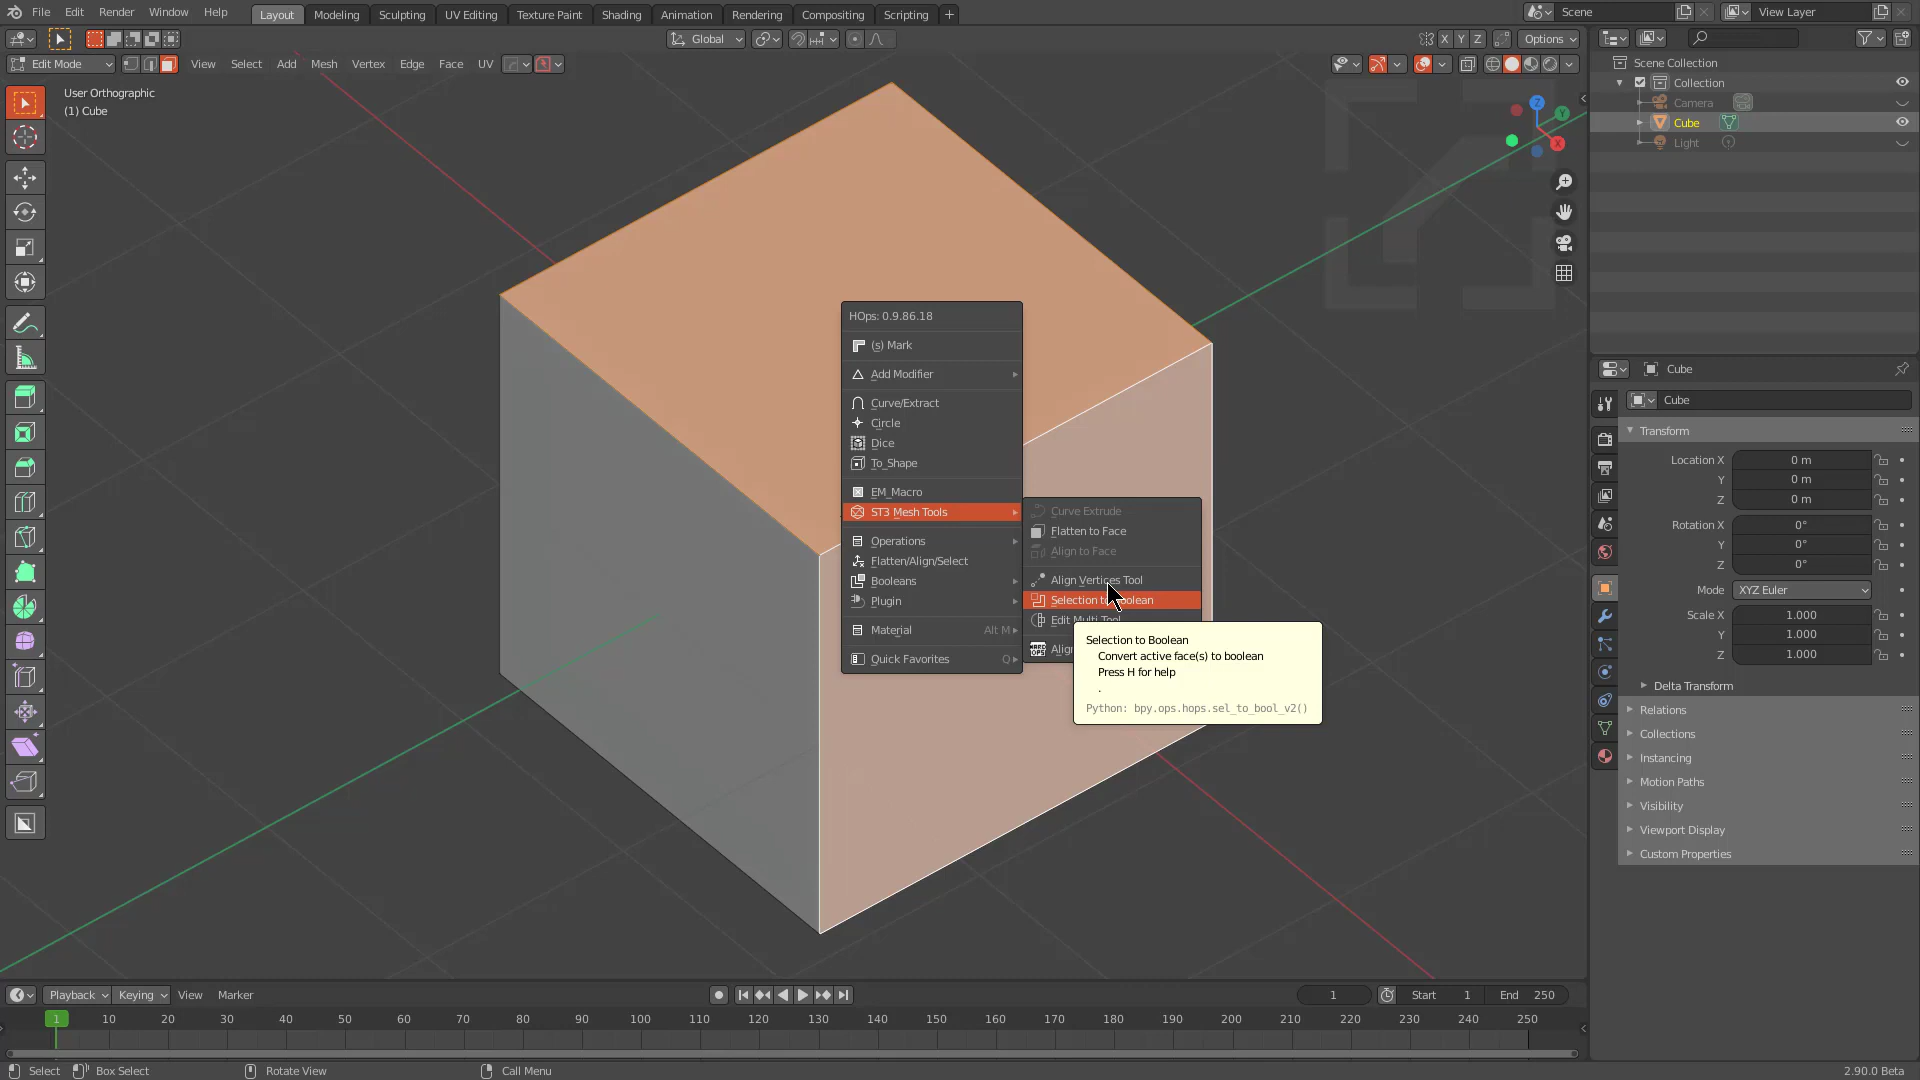 File Edit Render Window Help Layout Modeling Sculpting UV Editing Texture Paint Shading Animation Rendering Compositing Scripting + Scene View Layer
Global X Y Z Options
Edit Mode View Select Add Mesh Vertex Edge Face UV
User Orthographic
(1) Cube
Z
Y
X
Scene Collection
Collection
Camera
Cube
Light
HOps: 0.9.86.18
(s) Mark
Add Modifier
Curve/Extract
Circle
Dice
To_Shape
EM_Macro
ST3 Mesh Tools
Operations
Flatten/Align/Select
Booleans
Plugin
Material Alt M
Quick Favorites Q
Curve Extrude
Flatten to Face
Align to Face
Align Vertices Tool
Selection to Boolean
Edit Multi Tool
Align
Selection to Boolean
Convert active face(s) to boolean
Press H for help
.
Python: bpy.ops.hops.sel_to_bool_v2()
Cube
Cube
Transform
Location X 0 m
Y 0 m
Z 0 m
Rotation X 0°
Y 0°
Z 0°
Mode XYZ Euler
Scale X 1.000
Y 1.000
Z 1.000
Delta Transform
Relations
Collections
Instancing
Motion Paths
Visibility
Viewport Display
Custom Properties
Playback Keying View Marker 1 Start 1 End 250
1 10 20 30 40 50 60 70 80 90 100 110 120 130 140 150 160 170 180 190 200 210 220 230 240 250
Select Box Select Rotate View Call Menu 2.90.0 Beta